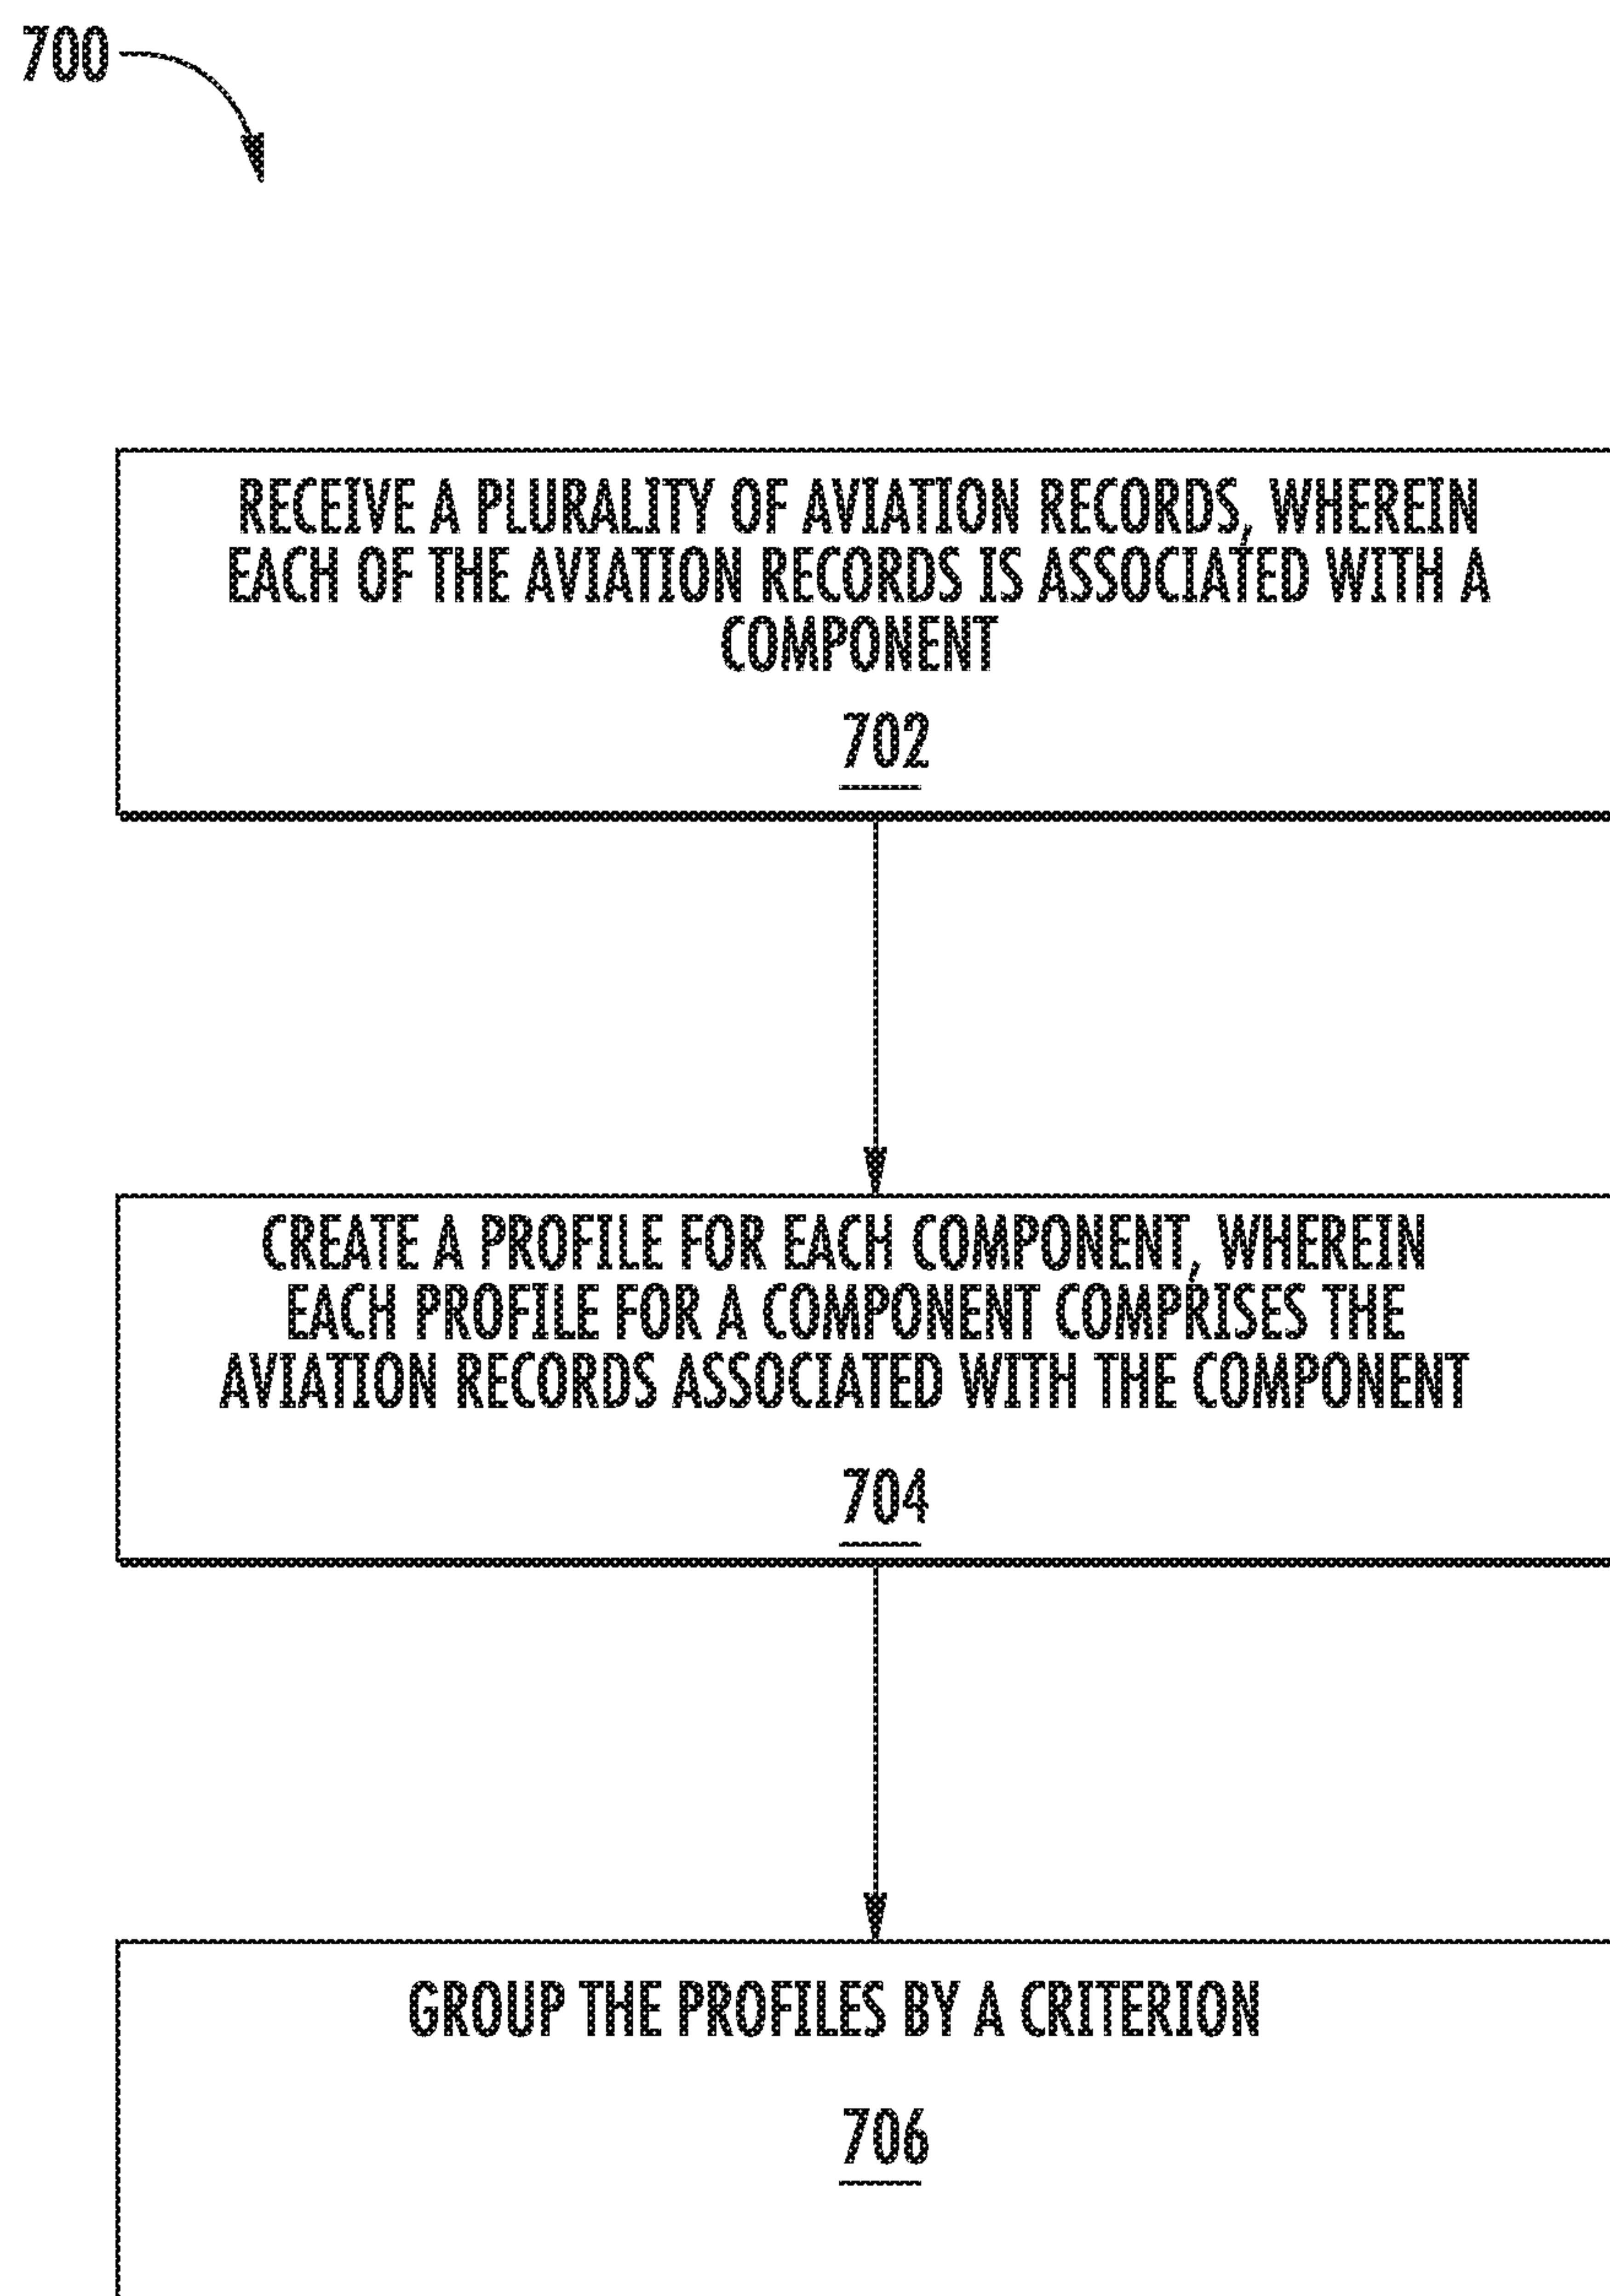 700
RECEIVE A PLURALITY OF AVIATION RECORDS, WHEREIN
EACH OF THE AVIATION RECORDS IS ASSOCIATED WITH A
COMPONENT
702
CREATE A PROFILE FOR EACH COMPONENT, WHEREIN
EACH PROFILE FOR A COMPONENT COMPRISES THE
AVIATION RECORDS ASSOCIATED WITH THE COMPONENT
704
GROUP THE PROFILES BY A CRITERION
706